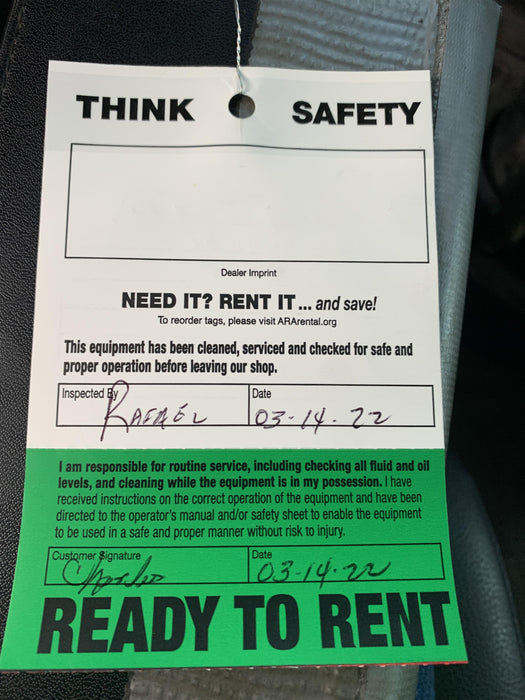 THINK SAFETY
Dealer Imprint
NEED IT? RENT IT ... and save!
To reorder tags, please visit ARArental.org
This equipment has been cleaned, serviced and checked for safe and
proper operation before leaving our shop.
Inspected By Date
RAFAEL 03-14-22
I am responsible for routine service, including checking all fluid and oil
levels, and cleaning while the equipment is in my possession. I have
received instructions on the correct operation of the equipment and have been
directed to the operator's manual and/or safety sheet to enable the equipment
to be used in a safe and proper manner without risk to injury.
Customer Signature Date
03-14-22
READY TO RENT